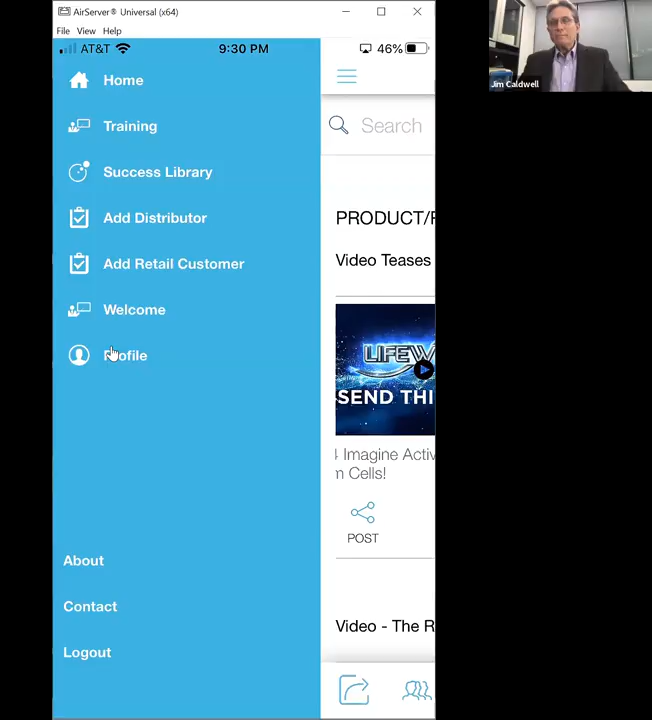 AirServer® Universal (x64)
File View Help
AT&T 9:30 PM 46%
Home
Training
Success Library
Add Distributor
Add Retail Customer
Welcome
Profile
About
Contact
Logout
Search
PRODUCT/
Video Teases
LIFEW
SEND THI
4 Imagine Activ
m Cells!
POST
Video - The R
Jim Caldwell